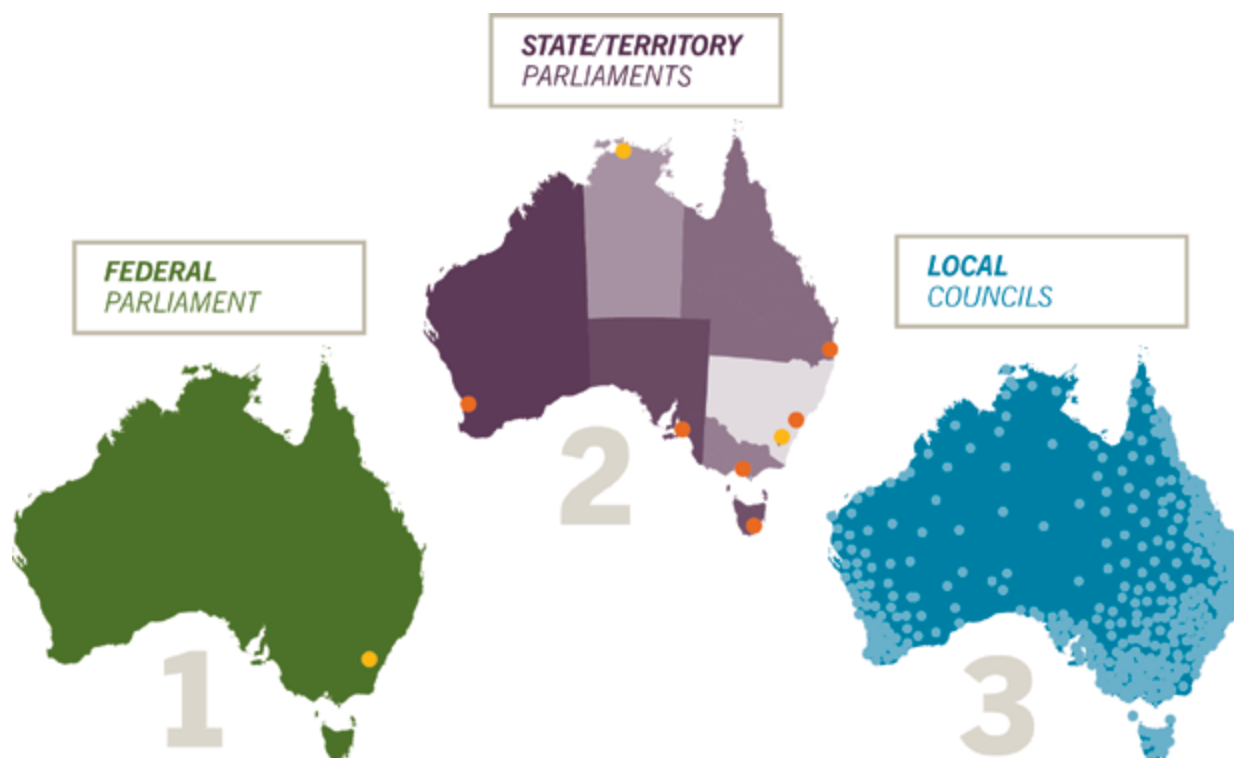 FEDERAL
PARLIAMENT
1
STATE/TERRITORY
PARLIAMENTS
2
LOCAL
COUNCILS
3